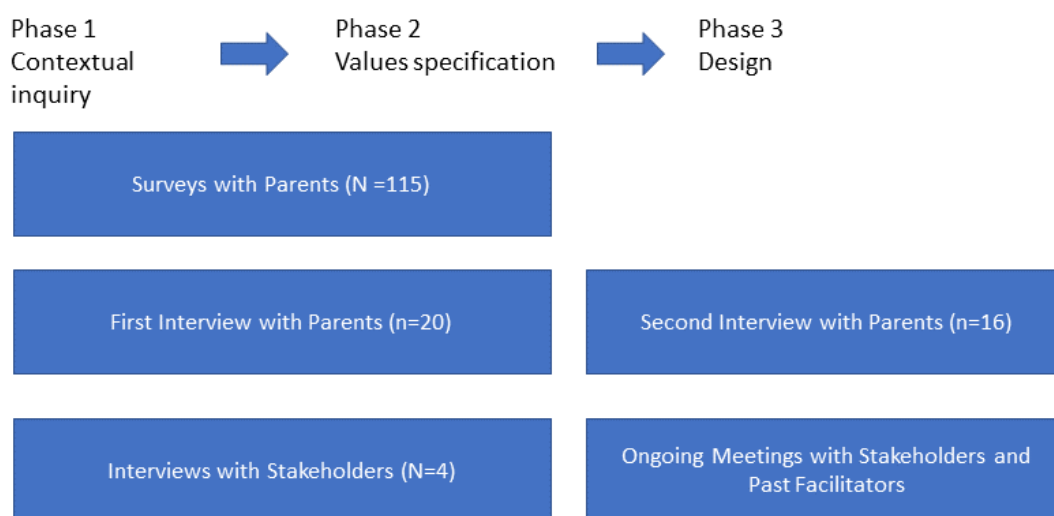 Phase 1
Contextual
inquiry
Phase 2
Values specification
Phase 3
Design
Surveys with Parents (N =115)
First Interview with Parents (n=20)
Second Interview with Parents (n=16)
Interviews with Stakeholders (N=4)
Ongoing Meetings with Stakeholders and
Past Facilitators